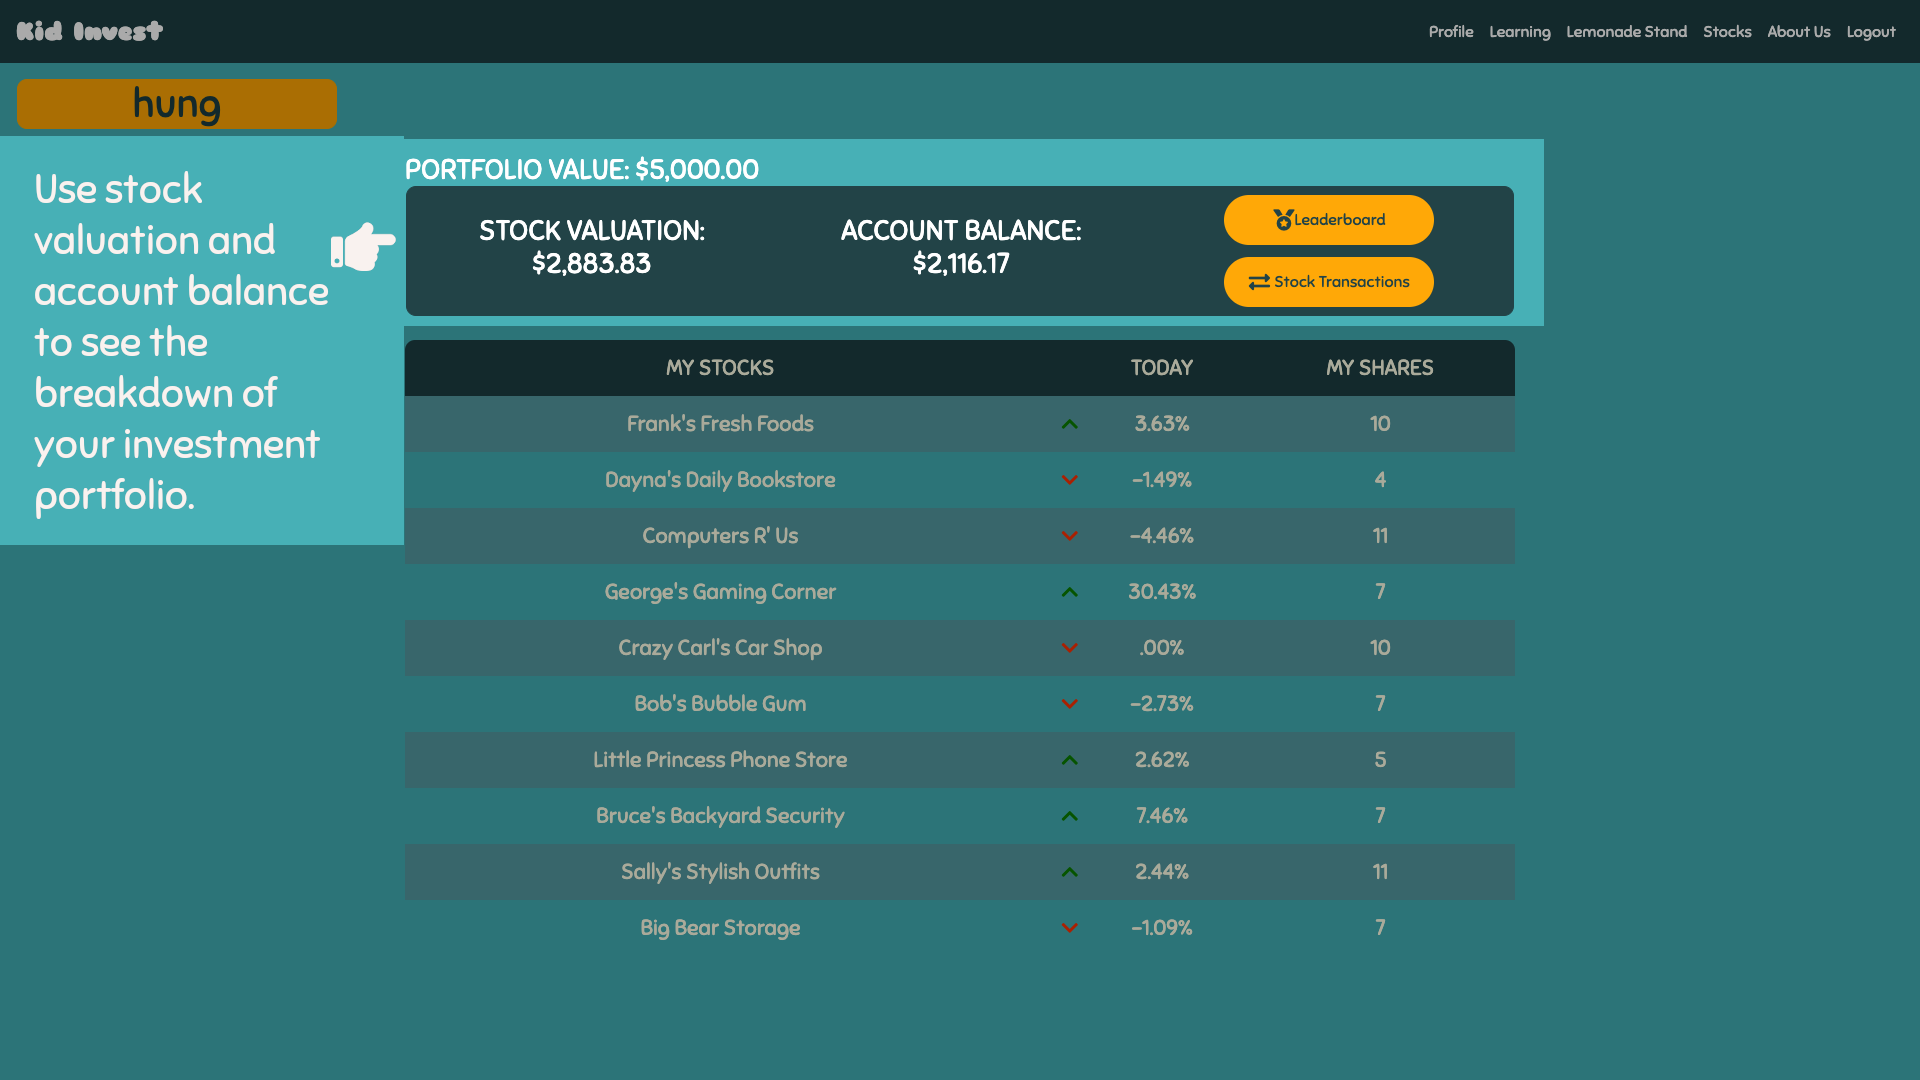 Kid Invest
Profile Learning Lemonade Stand Stocks About Us Logout
hung
Use stock
valuation and
account balance
to see the
breakdown of
your investment
portfolio.
PORTFOLIO VALUE: $5,000.00
STOCK VALUATION:
$2,883.83
ACCOUNT BALANCE:
$2,116.17
Leaderboard
Stock Transactions
MY STOCKS TODAY MY SHARES
Frank's Fresh Foods 3.63% 10
Dayna's Daily Bookstore -1.49% 4
Computers R' Us -4.46% 11
George's Gaming Corner 30.43% 7
Crazy Carl's Car Shop .00% 10
Bob's Bubble Gum -2.73% 7
Little Princess Phone Store 2.62% 5
Bruce's Backyard Security 7.46% 7
Sally's Stylish Outfits 2.44% 11
Big Bear Storage -1.09% 7